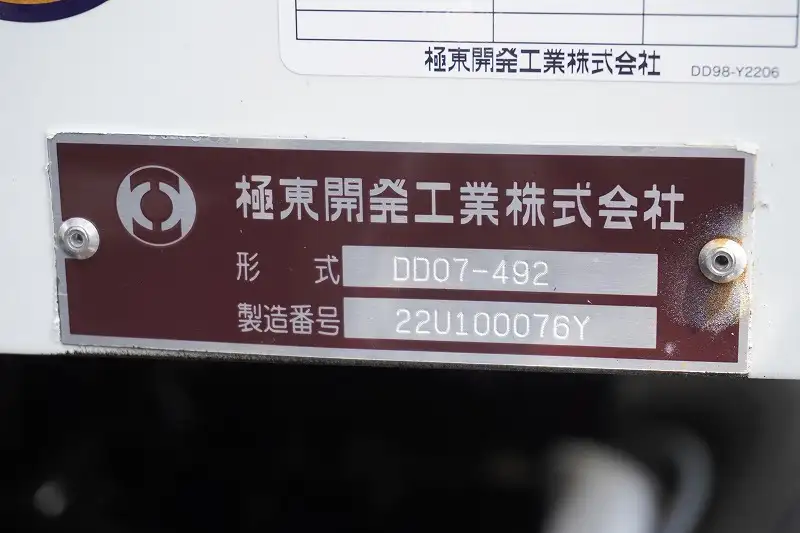 極東開発工業株式会社 DD98-Y2206
極東開発工業株式会社
形 式 DD07-492
製造番号 22U100076Y